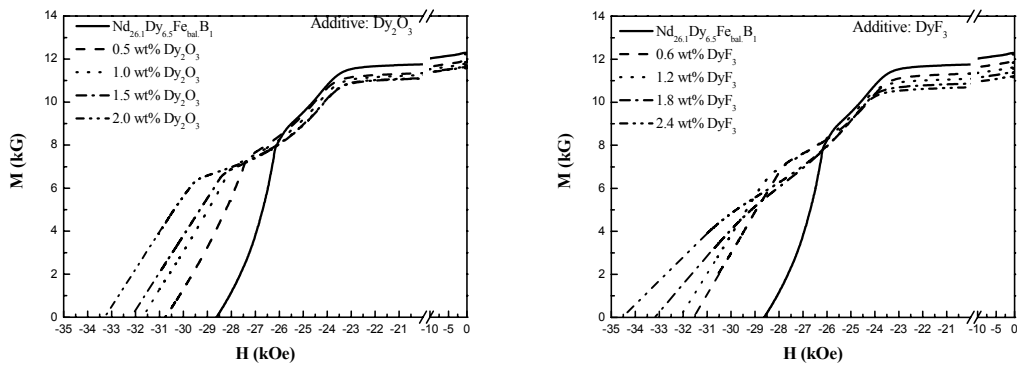 Additive: Dy₂O₃
Nd₂₆.₁Dy₆.₅Fe_bal.B₁
0.5 wt% Dy₂O₃
1.0 wt% Dy₂O₃
1.5 wt% Dy₂O₃
2.0 wt% Dy₂O₃
M (kG)
14
12
10
8
6
4
2
0
-35 -34 -33 -32 -31 -30 -29 -28 -27 -26 -25 -24 -23 -22 -21 -10 -5 0
H (kOe)
Additive: DyF₃
Nd₂₆.₁Dy₆.₅Fe_bal.B₁
0.6 wt% DyF₃
1.2 wt% DyF₃
1.8 wt% DyF₃
2.4 wt% DyF₃
M (kG)
14
12
10
8
6
4
2
0
-35 -34 -33 -32 -31 -30 -29 -28 -27 -26 -25 -24 -23 -22 -21 -10 -5 0
H (kOe)